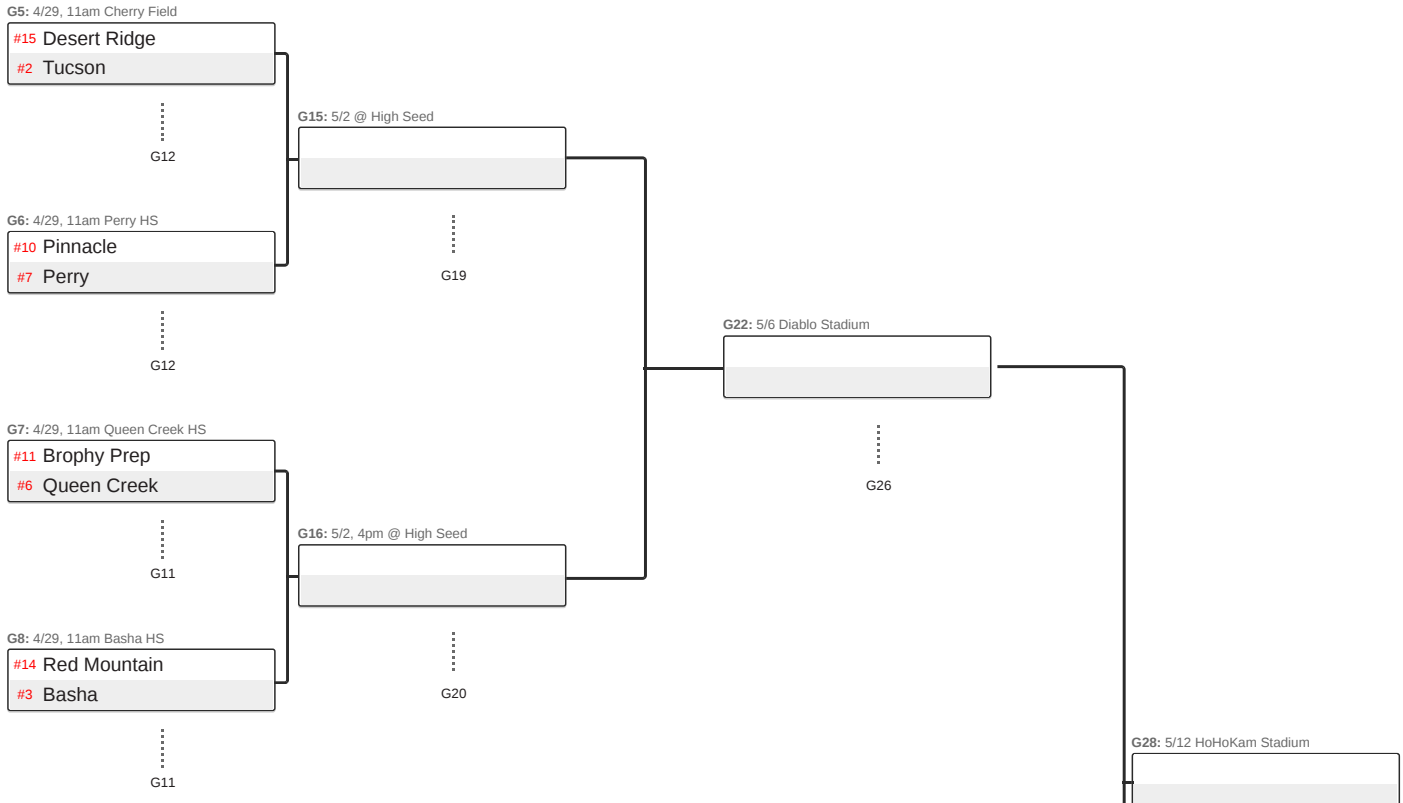 G5: 4/29, 11am Cherry Field
#15 Desert Ridge
#2 Tucson
G12
G6: 4/29, 11am Perry HS
#10 Pinnacle
#7 Perry
G12
G7: 4/29, 11am Queen Creek HS
#11 Brophy Prep
#6 Queen Creek
G11
G8: 4/29, 11am Basha HS
#14 Red Mountain
#3 Basha
G11
G15: 5/2 @ High Seed
G19
G16: 5/2, 4pm @ High Seed
G20
G22: 5/6 Diablo Stadium
G26
G28: 5/12 HoHoKam Stadium